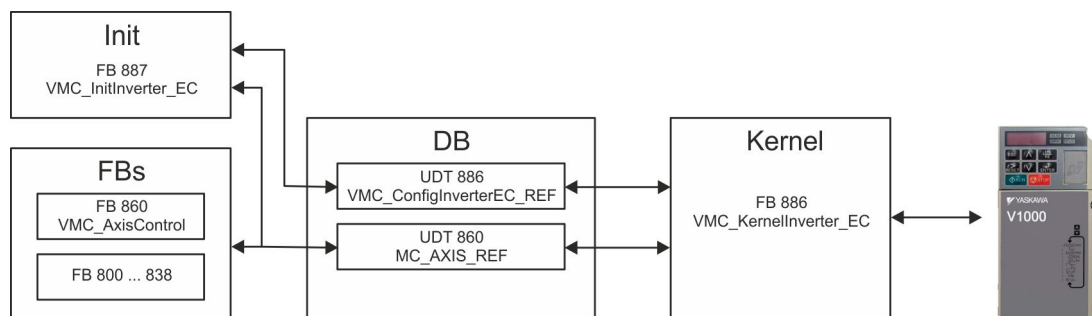 Init
FB 887
VMC_InitInverter_EC
FBs
FB 860
VMC_AxisControl
FB 800 ... 838
DB
UDT 886
VMC_ConfigInverterEC_REF
UDT 860
MC_AXIS_REF
Kernel
FB 886
VMC_KernelInverter_EC
YASKAWA
V1000